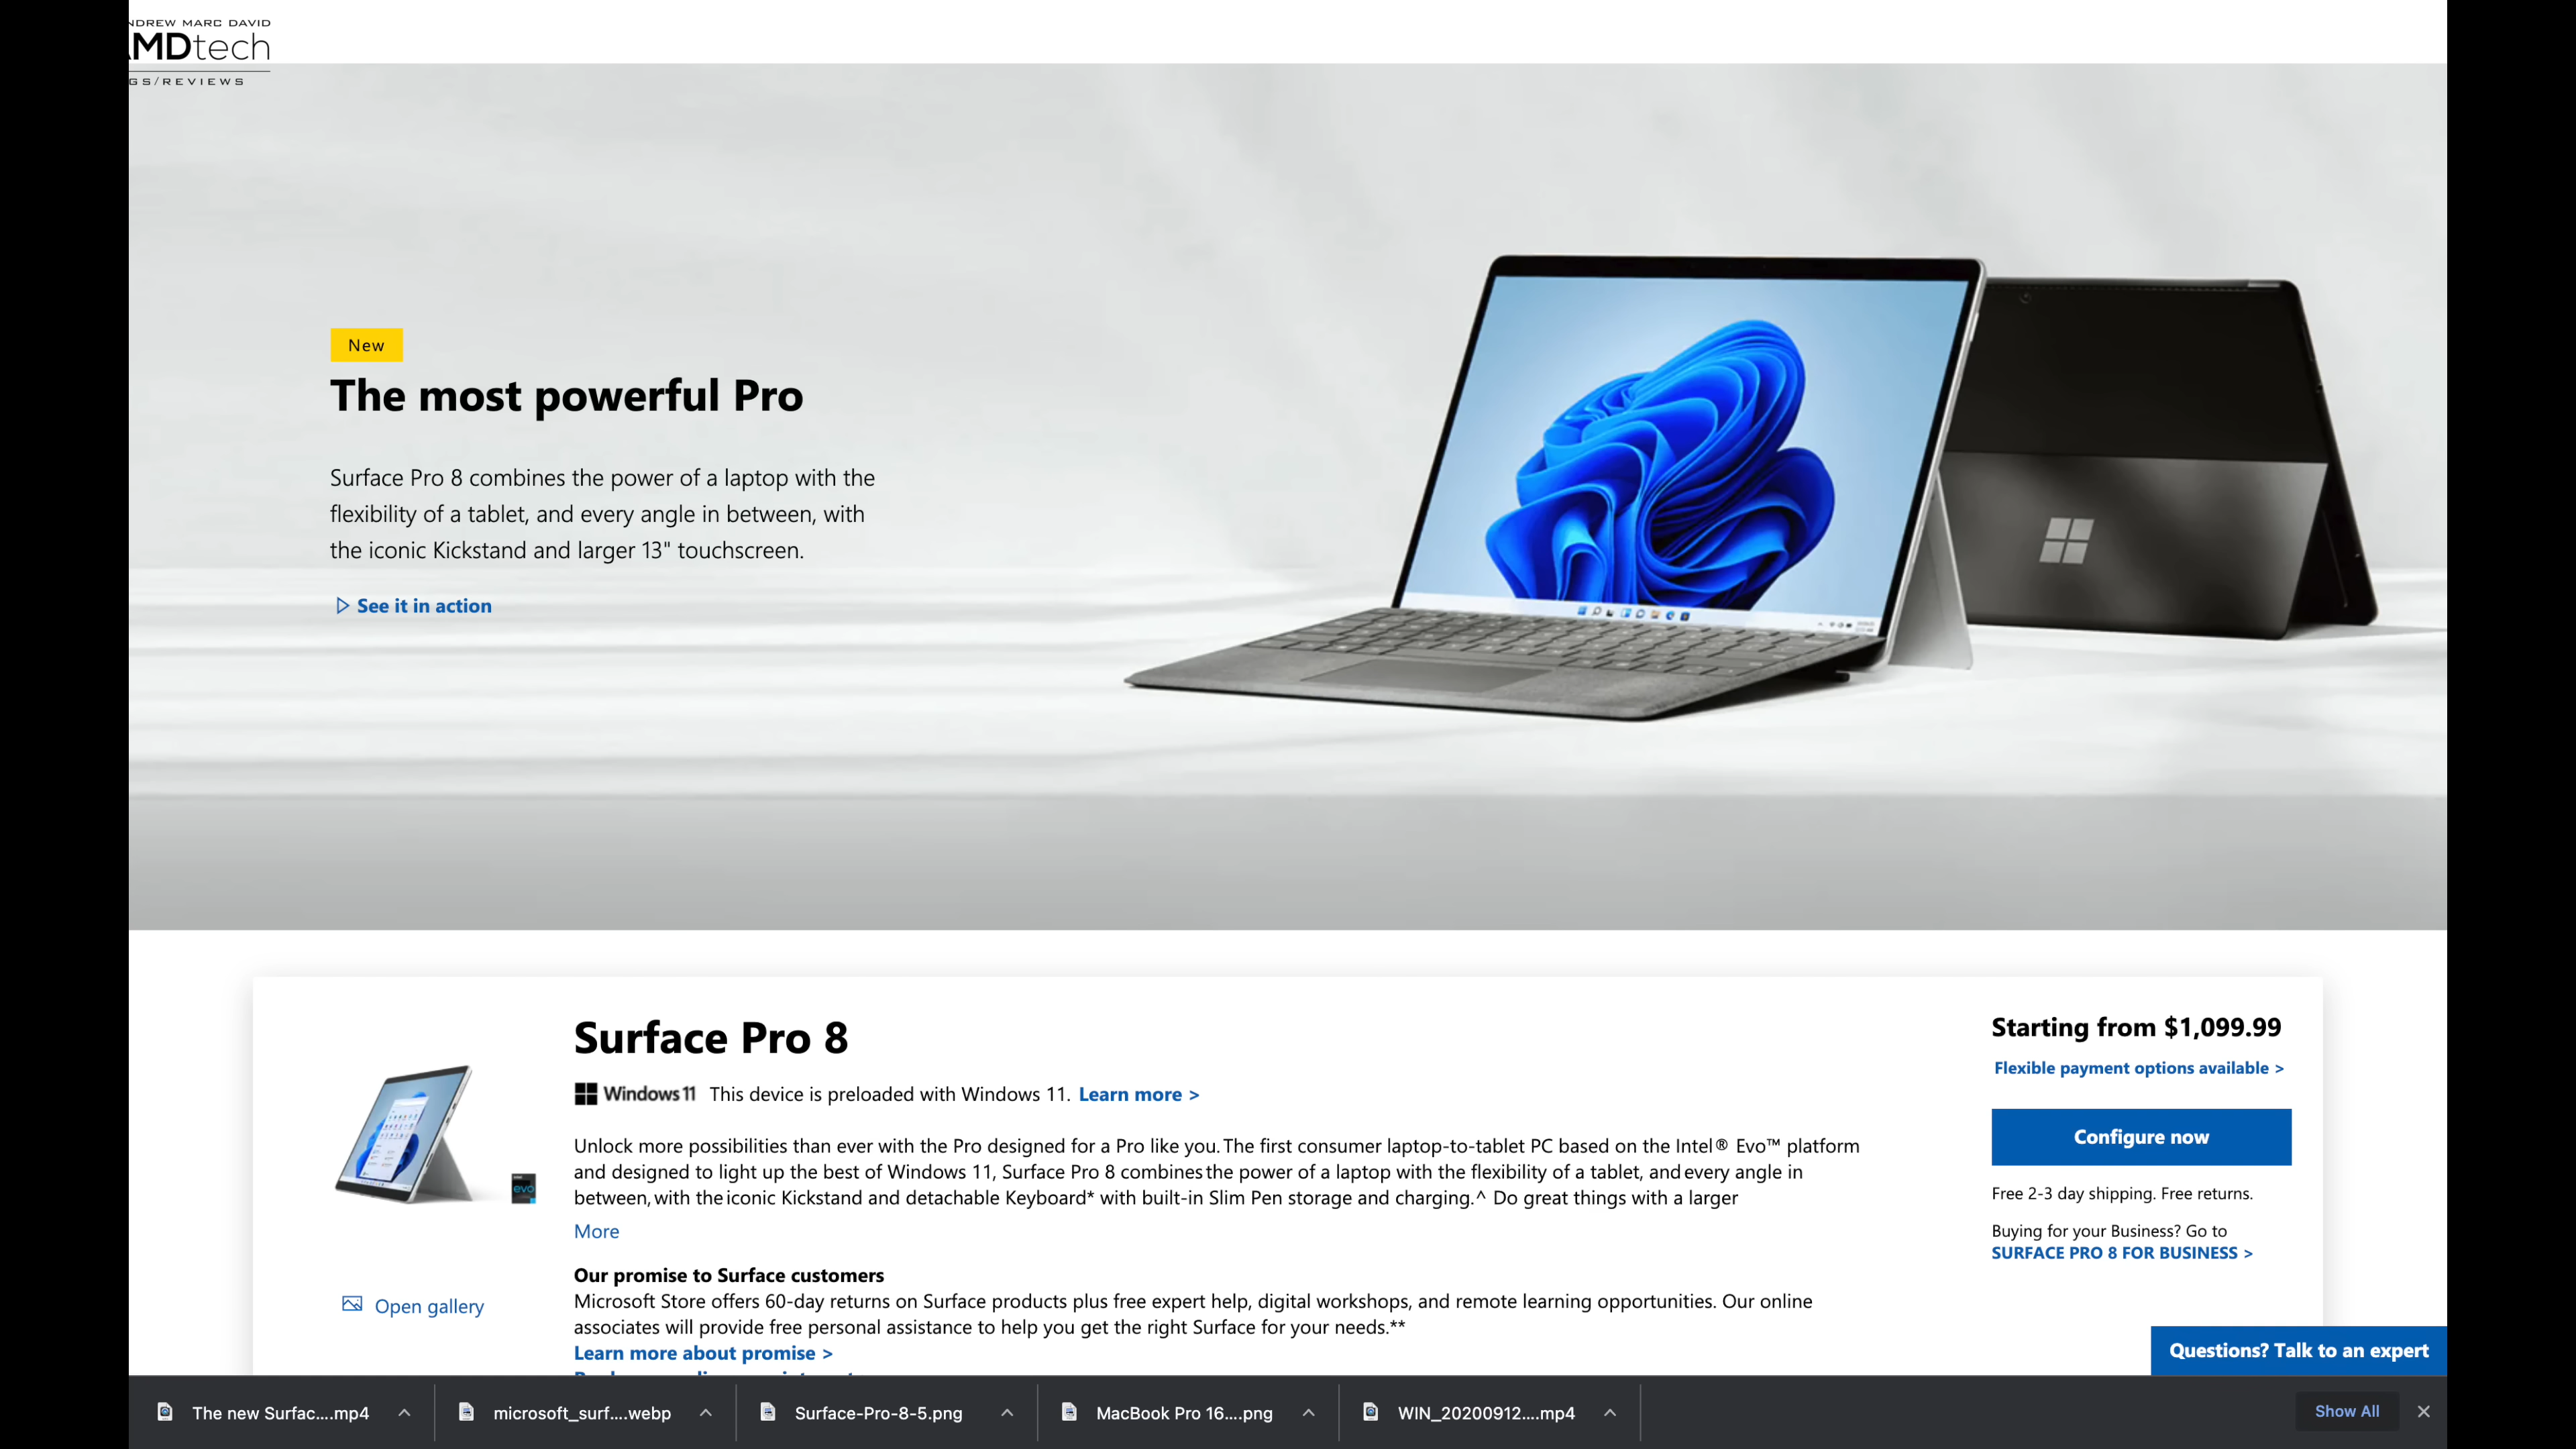 NDREW MARC DAVID
MDtech
GS/REVIEWS
New
The most powerful Pro
Surface Pro 8 combines the power of a laptop with the
flexibility of a tablet, and every angle in between, with
the iconic Kickstand and larger 13" touchscreen.
See it in action
Surface Pro 8
Windows 11 This device is preloaded with Windows 11. Learn more >
Unlock more possibilities than ever with the Pro designed for a Pro like you. The first consumer laptop-to-tablet PC based on the Intel® Evo™ platform
and designed to light up the best of Windows 11, Surface Pro 8 combines the power of a laptop with the flexibility of a tablet, and every angle in
between, with the iconic Kickstand and detachable Keyboard* with built-in Slim Pen storage and charging.^ Do great things with a larger
More
evo
Open gallery
Our promise to Surface customers
Microsoft Store offers 60-day returns on Surface products plus free expert help, digital workshops, and remote learning opportunities. Our online
associates will provide free personal assistance to help you get the right Surface for your needs.**
Learn more about promise >
Starting from $1,099.99
Flexible payment options available >
Configure now
Free 2-3 day shipping. Free returns.
Buying for your Business? Go to
SURFACE PRO 8 FOR BUSINESS >
Questions? Talk to an expert
The new Surfac....mp4
microsoft_surf....webp
Surface-Pro-8-5.png
MacBook Pro 16....png
WIN_20200912....mp4
Show All